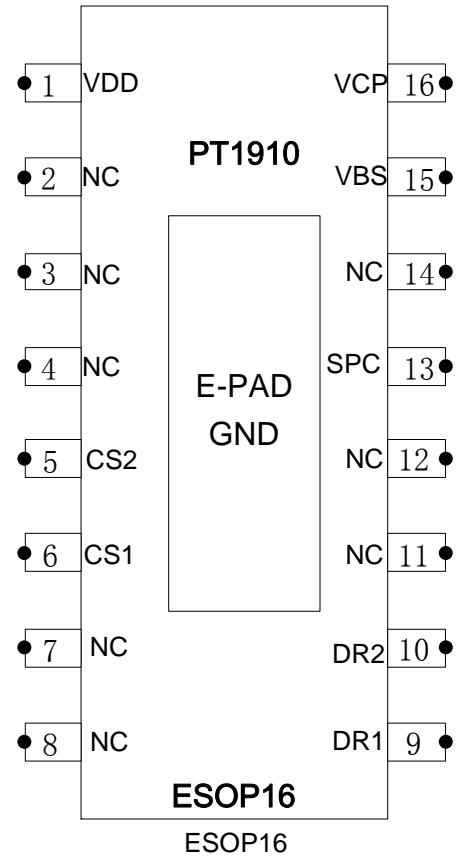 1 VDD VCP 16
PT1910
2 NC VBS 15
3 NC NC 14
4 NC SPC 13
E-PAD
GND
5 CS2 NC 12
6 CS1 NC 11
7 NC DR2 10
8 NC DR1 9
ESOP16
ESOP16